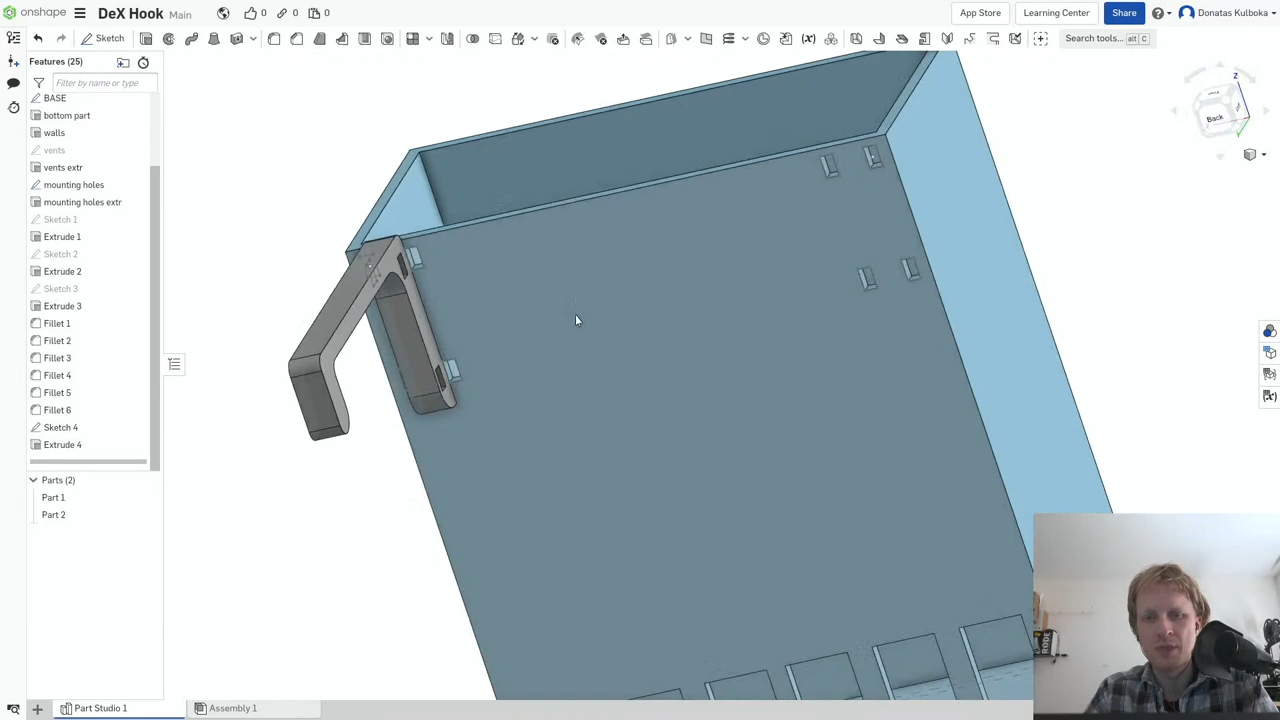 onshape
DeX Hook Main
0
0
0
App Store
Learning Center
Share
Donatas Kulboka
Sketch
Search tools...
alt C
Features (25)
Filter by name or type
BASE
bottom part
walls
vents
vents extr
mounting holes
mounting holes extr
Sketch 1
Extrude 1
Sketch 2
Extrude 2
Sketch 3
Extrude 3
Fillet 1
Fillet 2
Fillet 3
Fillet 4
Fillet 5
Fillet 6
Sketch 4
Extrude 4
Parts (2)
Part 1
Part 2
Z
Back
RODE
Part Studio 1
Assembly 1